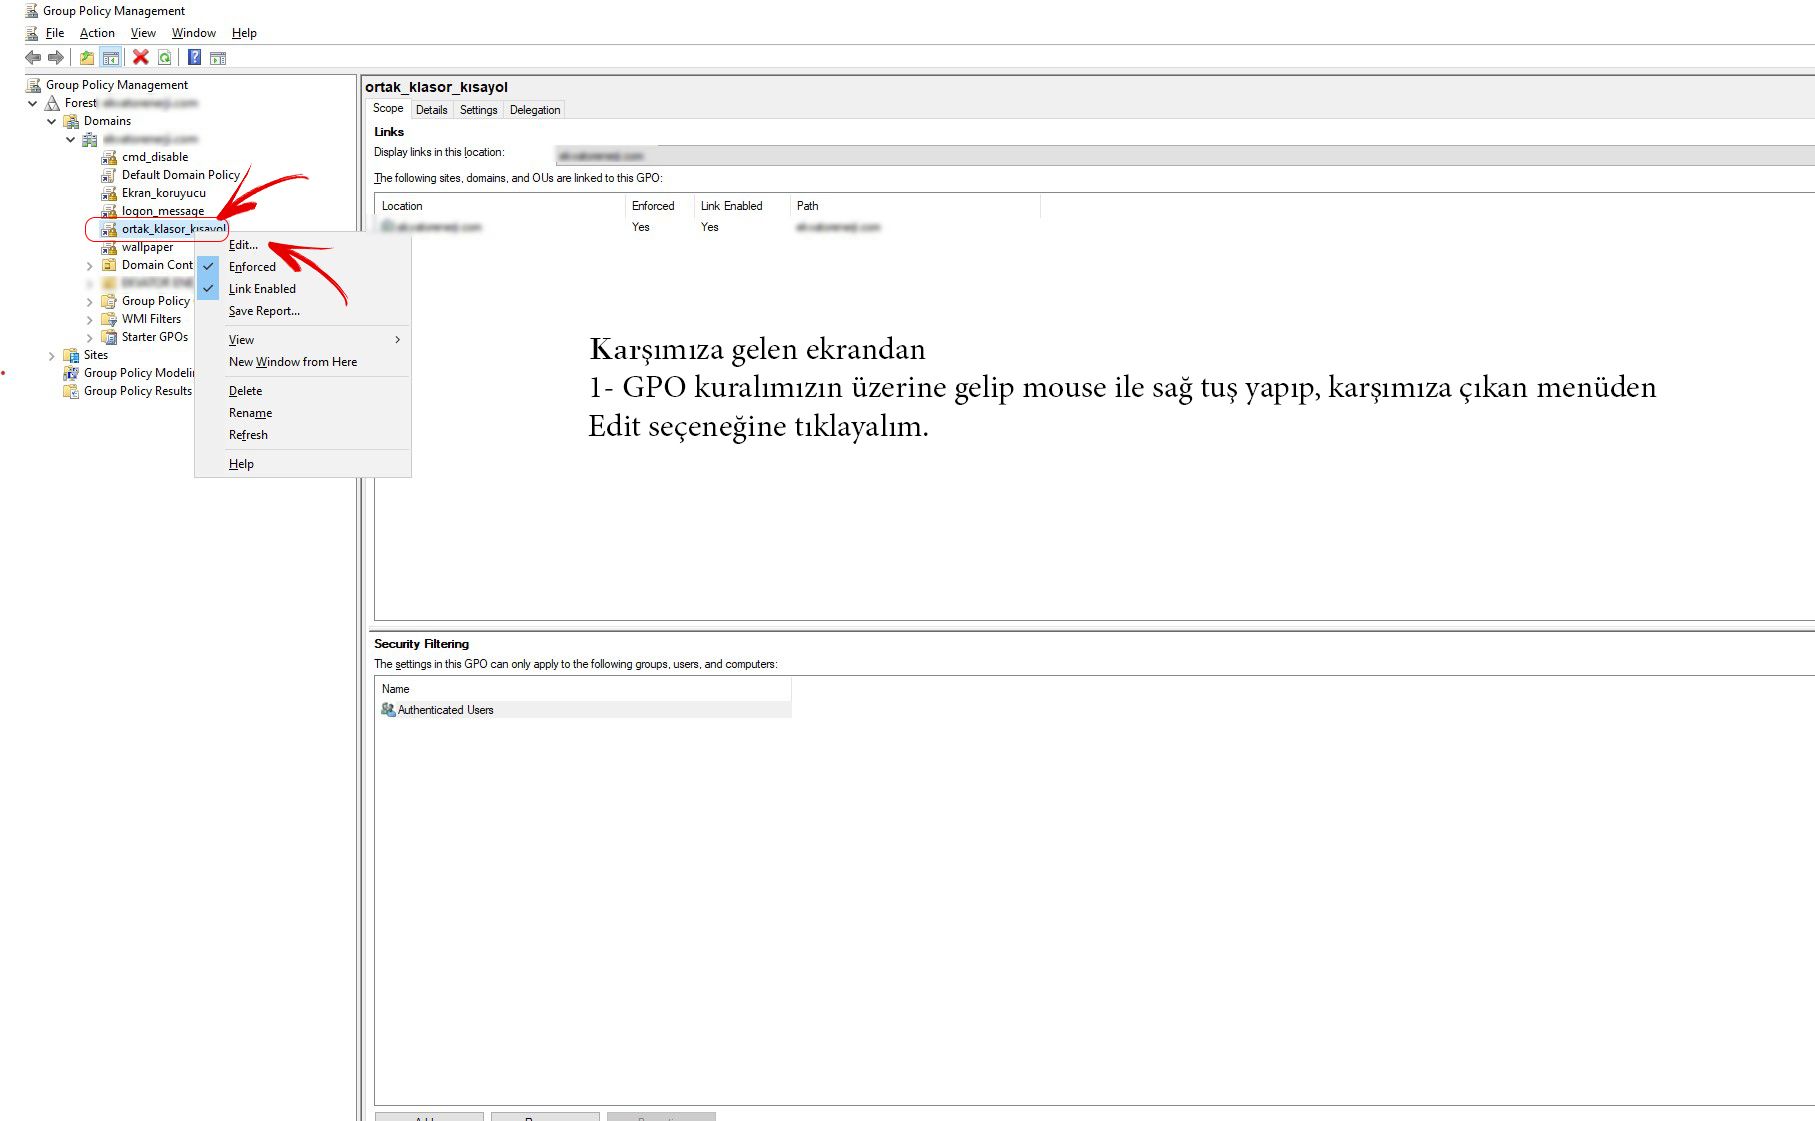 Group Policy Management
File Action View Window Help
Group Policy Management
Forest
Domains
cmd_disable
Default Domain Policy
Ekran_koruyucu
logon_message
ortak_klasor_kısayol
wallpaper
Domain Cont
Group Policy
WMI Filters
Starter GPOs
Sites
Group Policy Modelin
Group Policy Results
Edit...
Enforced
Link Enabled
Save Report...
View
New Window from Here
Delete
Rename
Refresh
Help
ortak_klasor_kısayol
Scope Details Settings Delegation
Links
Display links in this location:
The following sites, domains, and OUs are linked to this GPO:
Location Enforced Link Enabled Path
Yes Yes
Karşımıza gelen ekrandan
1- GPO kuralımızın üzerine gelip mouse ile sağ tuş yapıp, karşımıza çıkan menüden
Edit seçeneğine tıklayalım.
Security Filtering
The settings in this GPO can only apply to the following groups, users, and computers:
Name
Authenticated Users